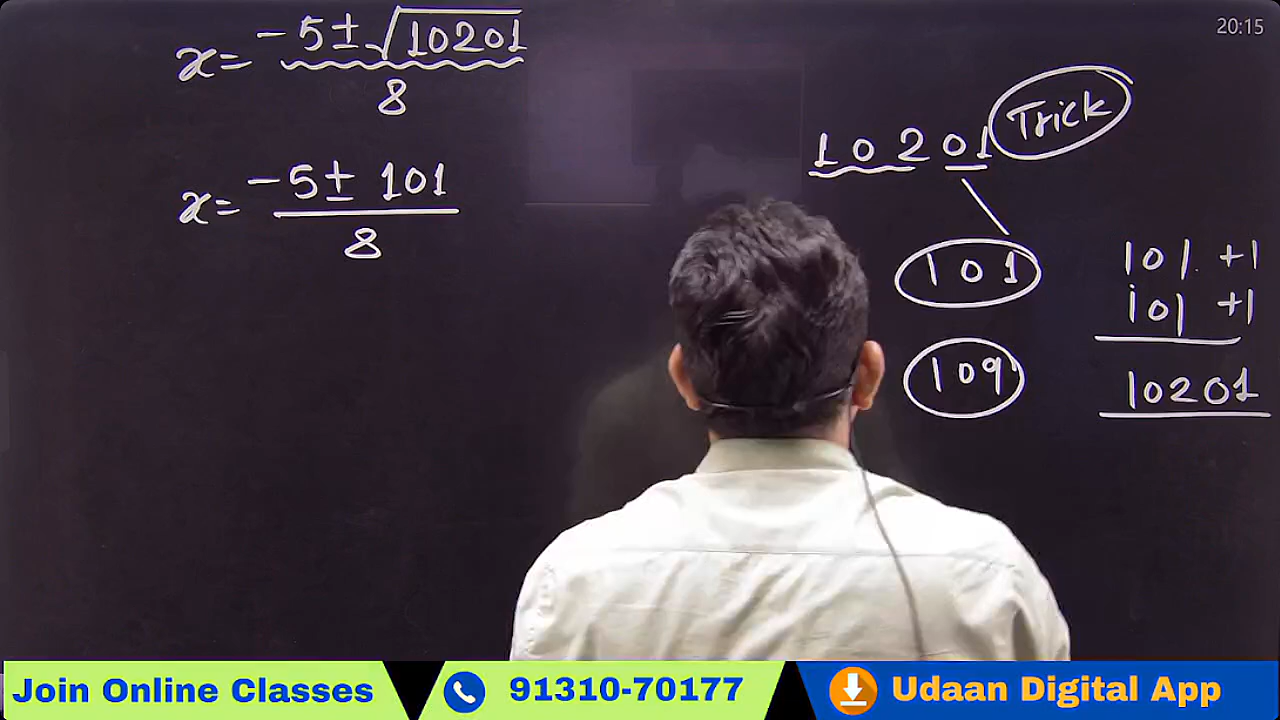 20:15
x = -5 ± √10201 / 8
x = -5 ± 101 / 8
10201 Trick
101
109
101 +1
101 +1
10201
Join Online Classes
91310-70177
Udaan Digital App